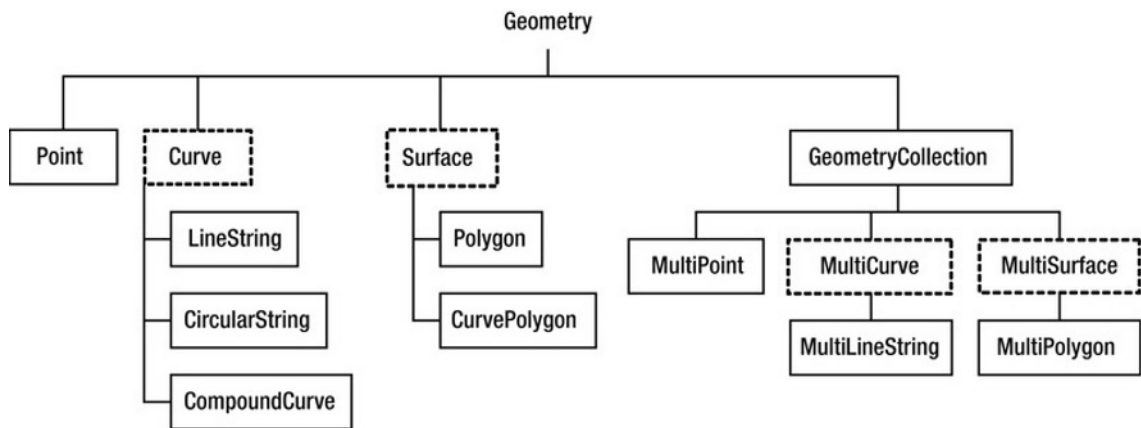 Geometry
Point
Curve
Surface
GeometryCollection
LineString
Polygon
MultiPoint
MultiCurve
MultiSurface
CircularString
CurvePolygon
MultiLineString
MultiPolygon
CompoundCurve